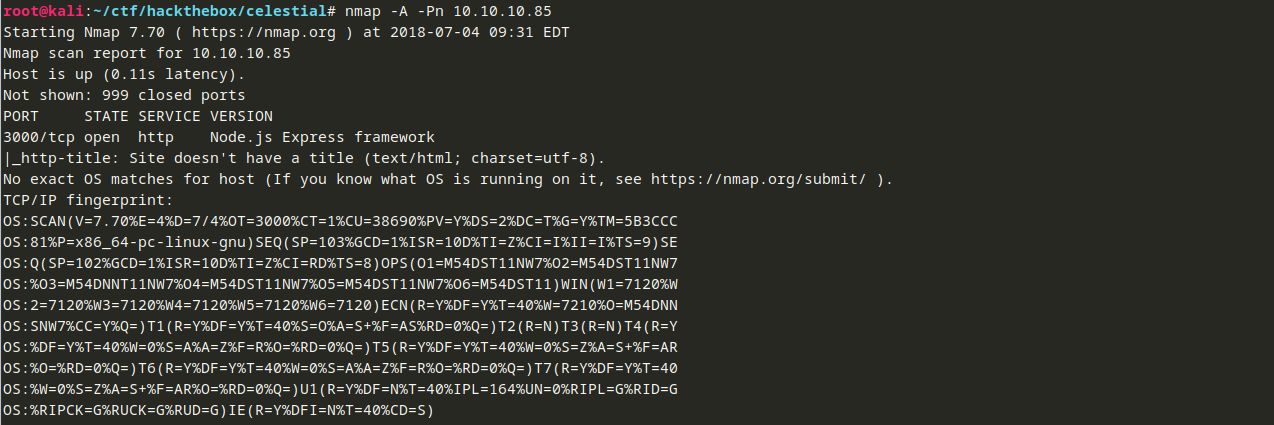 root@kali:~/ctf/hackthebox/celestial# nmap -A -Pn 10.10.10.85
Starting Nmap 7.70 ( https://nmap.org ) at 2018-07-04 09:31 EDT
Nmap scan report for 10.10.10.85
Host is up (0.11s latency).
Not shown: 999 closed ports
PORT     STATE SERVICE VERSION
3000/tcp open  http    Node.js Express framework
|_http-title: Site doesn't have a title (text/html; charset=utf-8).
No exact OS matches for host (If you know what OS is running on it, see https://nmap.org/submit/ ).
TCP/IP fingerprint:
OS:SCAN(V=7.70%E=4%D=7/4%OT=3000%CT=1%CU=38690%PV=Y%DS=2%DC=T%G=Y%TM=5B3CCC
OS:81%P=x86_64-pc-linux-gnu)SEQ(SP=103%GCD=1%ISR=10D%TI=Z%CI=I%II=I%TS=9)SE
OS:Q(SP=102%GCD=1%ISR=10D%TI=Z%CI=RD%TS=8)OPS(O1=M54DST11NW7%O2=M54DST11NW7
OS:%O3=M54DNNT11NW7%O4=M54DST11NW7%O5=M54DST11NW7%O6=M54DST11)WIN(W1=7120%W
OS:2=7120%W3=7120%W4=7120%W5=7120%W6=7120)ECN(R=Y%DF=Y%T=40%W=7210%O=M54DNN
OS:SNW7%CC=Y%Q=)T1(R=Y%DF=Y%T=40%S=O%A=S+%F=AS%RD=0%Q=)T2(R=N)T3(R=N)T4(R=Y
OS:%DF=Y%T=40%W=0%S=A%A=Z%F=R%O=%RD=0%Q=)T5(R=Y%DF=Y%T=40%W=0%S=Z%A=S+%F=AR
OS:%O=%RD=0%Q=)T6(R=Y%DF=Y%T=40%W=0%S=A%A=Z%F=R%O=%RD=0%Q=)T7(R=Y%DF=Y%T=40
OS:%W=0%S=Z%A=S+%F=AR%O=%RD=0%Q=)U1(R=Y%DF=N%T=40%IPL=164%UN=0%RIPL=G%RID=G
OS:%RIPCK=G%RUCK=G%RUD=G)IE(R=Y%DFI=N%T=40%CD=S)